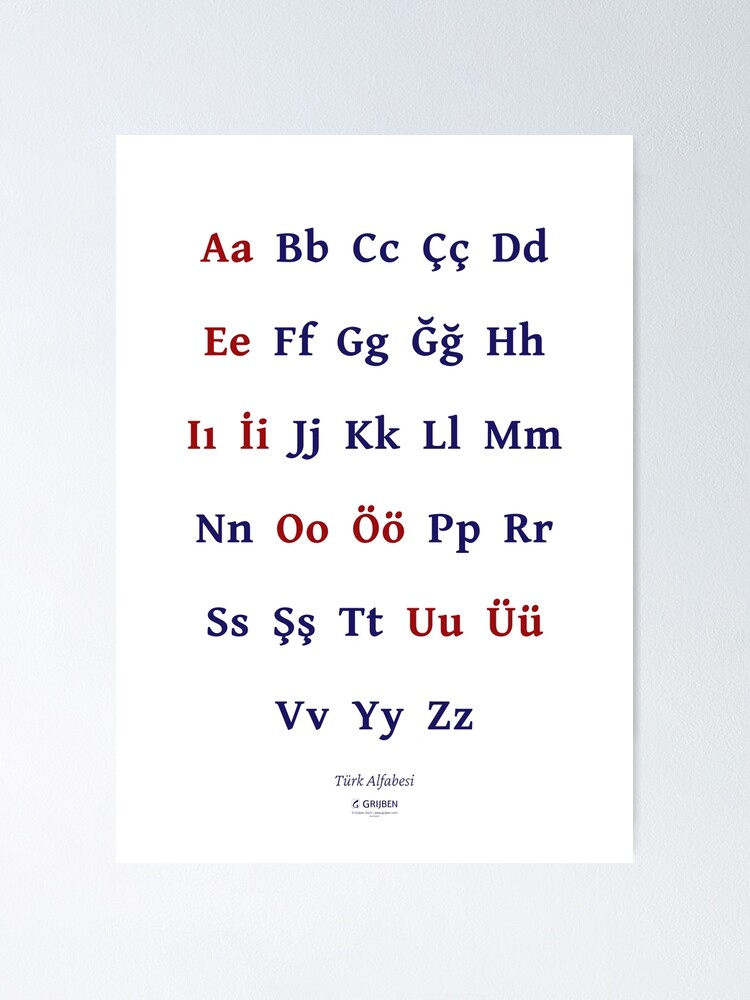 Aa Bb Cc Çç Dd
Ee Ff Gg Ğğ Hh
Iı İi Jj Kk Ll Mm
Nn Oo Öö Pp Rr
Ss Şş Tt Uu Üü
Vv Yy Zz
Türk Alfabesi
GRIJBEN